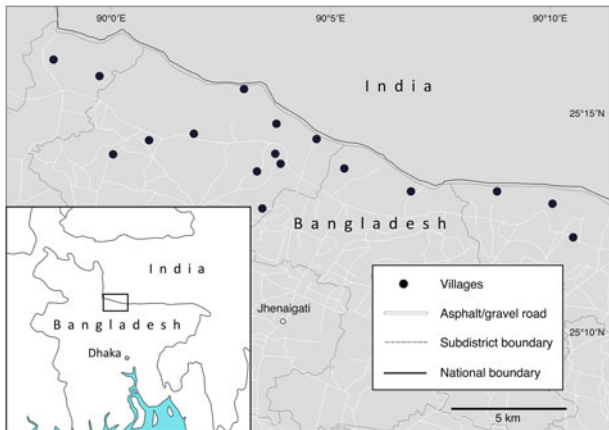 90°0'E
90°5'E
90°10'E
India
25°15'N
Bangladesh
India
Bangladesh
Dhaka
Jhenaigati
25°10'N
Villages
Asphalt/gravel road
Subdistrict boundary
National boundary
5 km